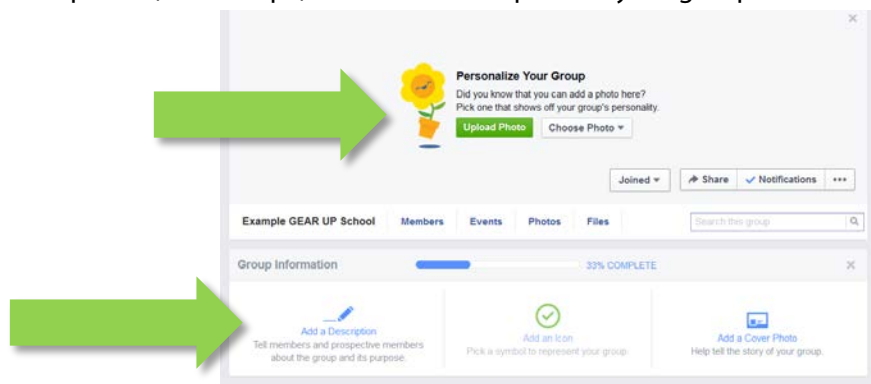 Personalize Your Group
Did you know that you can add a photo here?
Pick one that shows off your group's personality.
Upload Photo Choose Photo
Joined Share Notifications
Example GEAR UP School Members Events Photos Files Search this group
Group Information 33% COMPLETE
Add a Description Add an Icon Add a Cover Photo
Tell members and prospective members Pick a symbol to represent your group. Help tell the story of your group.
about the group and its purpose.